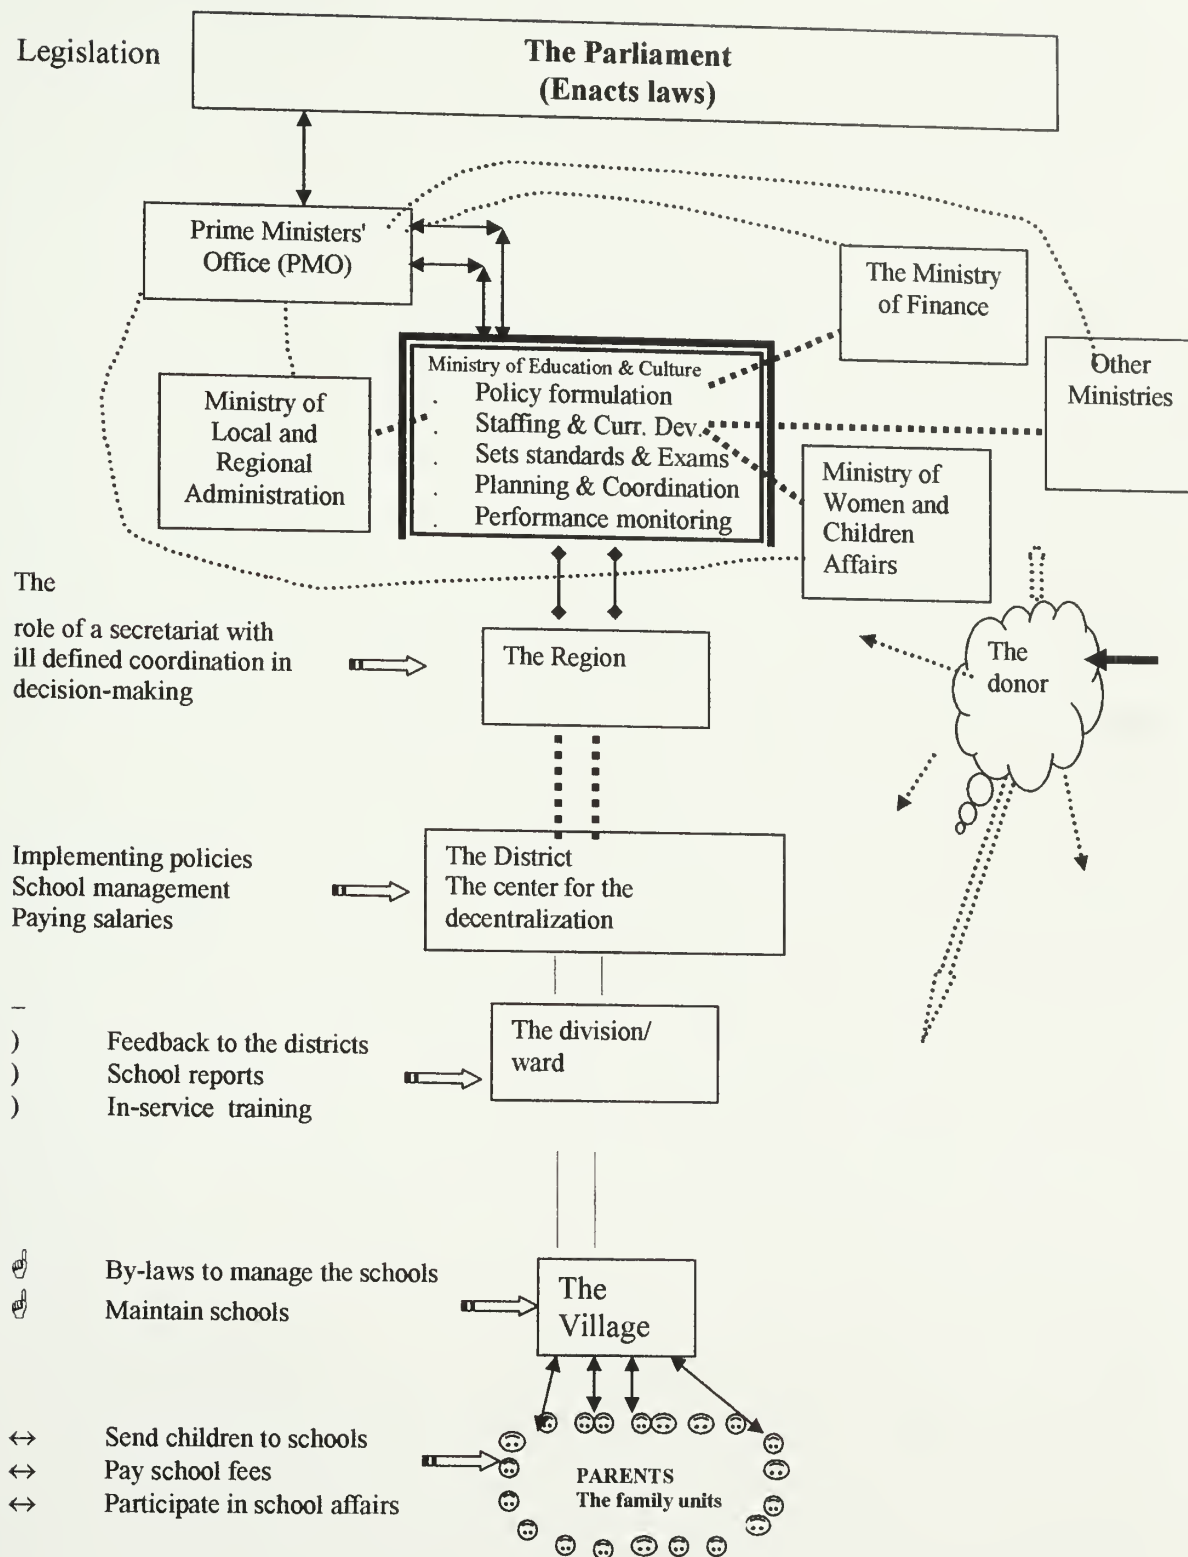 Legislation
The Parliament
(Enacts laws)
Prime Ministers'
Office (PMO)
The Ministry
of Finance
Other
Ministries
Ministry of
Local and
Regional
Administration
Ministry of Education & Culture
. Policy formulation
. Staffing & Curr. Dev.
. Sets standards & Exams
. Planning & Coordination
. Performance monitoring
Ministry of
Women and
Children
Affairs
The
role of a secretariat with
ill defined coordination in
decision-making
The Region
The
donor
Implementing policies
School management
Paying salaries
The District
The center for the
decentralization
–
) Feedback to the districts
) School reports
) In-service training
The division/
ward
☝ By-laws to manage the schools
☝ Maintain schools
The
Village
↔ Send children to schools
↔ Pay school fees
↔ Participate in school affairs
PARENTS
The family units